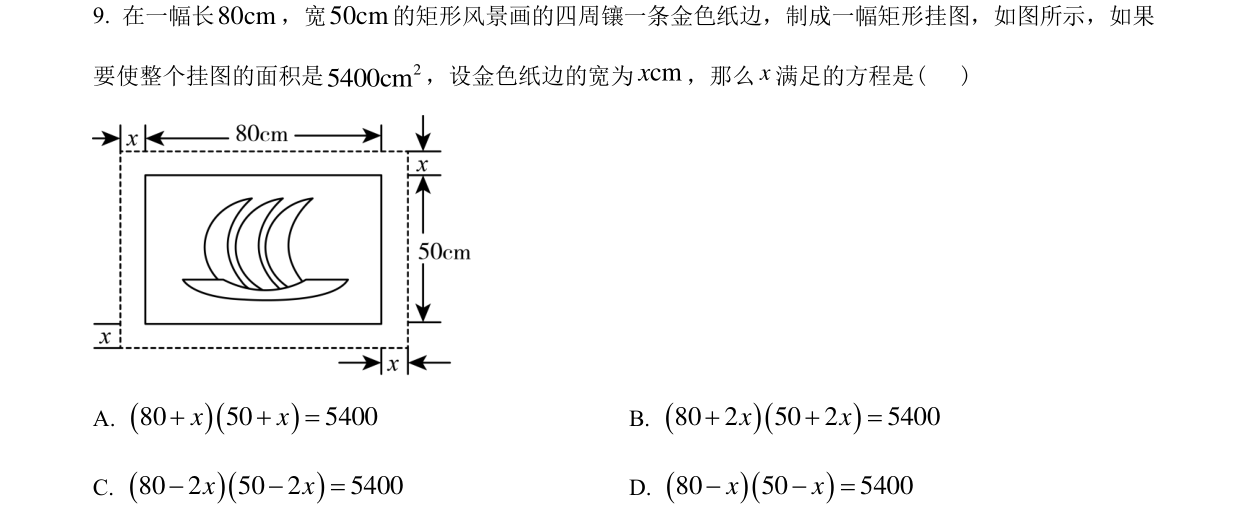 9. 在一幅长80cm，宽50cm的矩形风景画的四周镶一条金色纸边，制成一幅矩形挂图，如图所示，如果
要使整个挂图的面积是5400cm²，设金色纸边的宽为xcm，那么x满足的方程是(　)
x 80cm
x
50cm
x
x
A. (80+x)(50+x)=5400 B. (80+2x)(50+2x)=5400
C. (80−2x)(50−2x)=5400 D. (80−x)(50−x)=5400